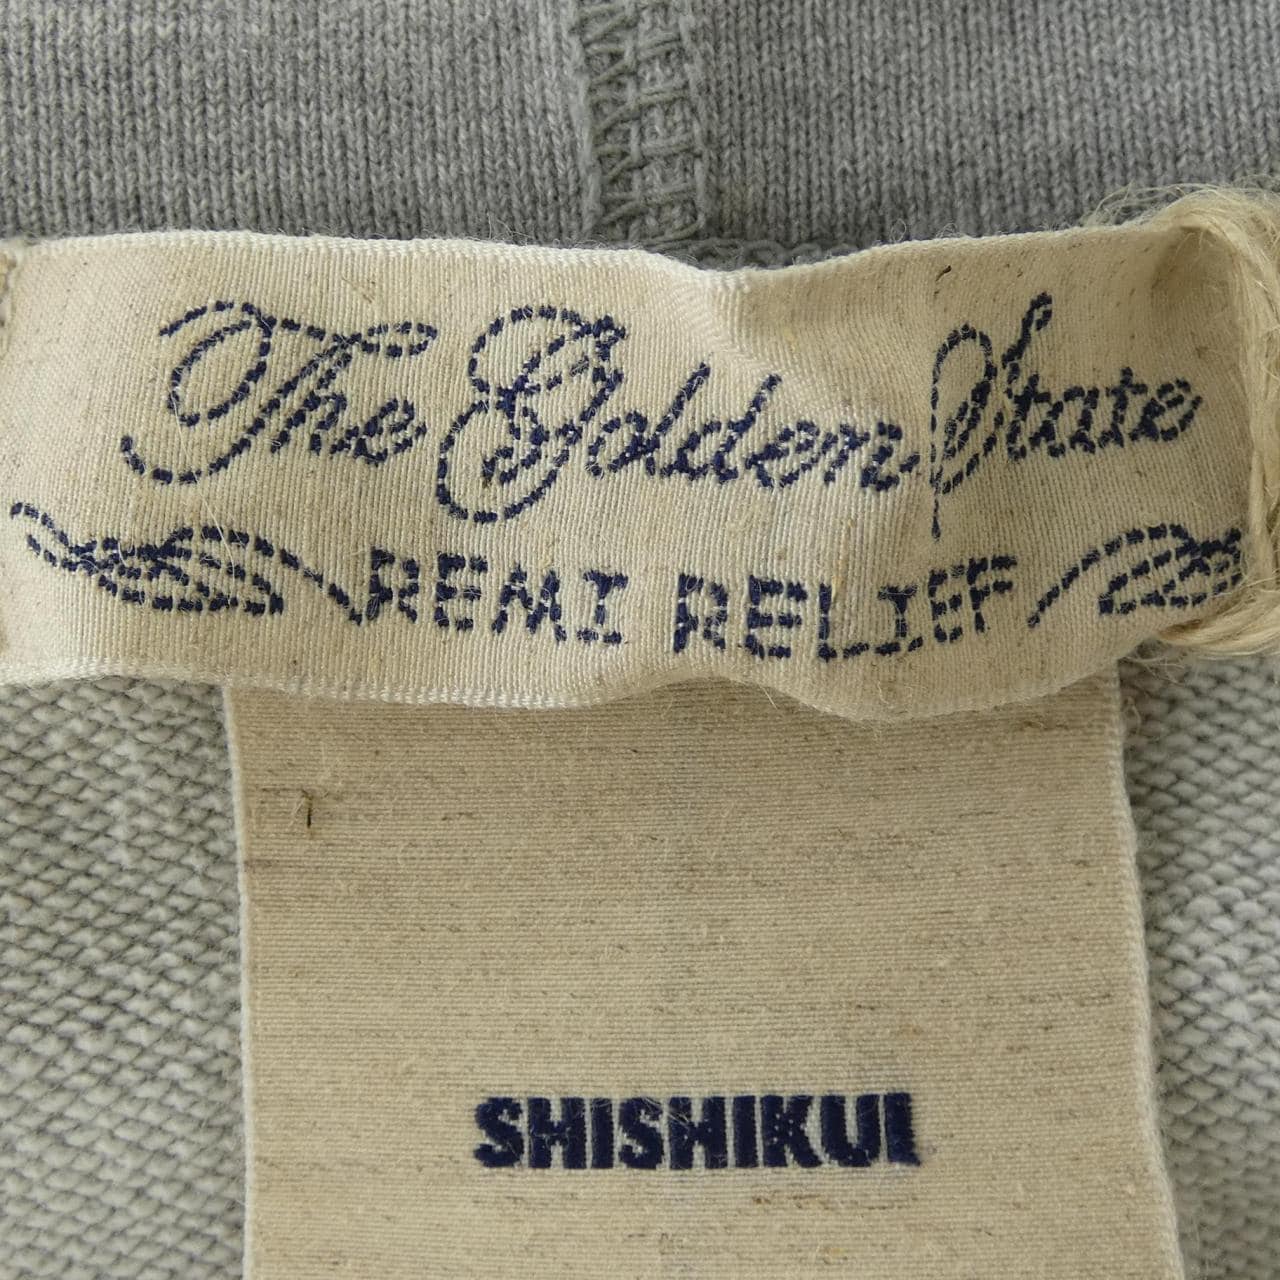 The Golden State
REMI RELIEF
SHISHIKUI